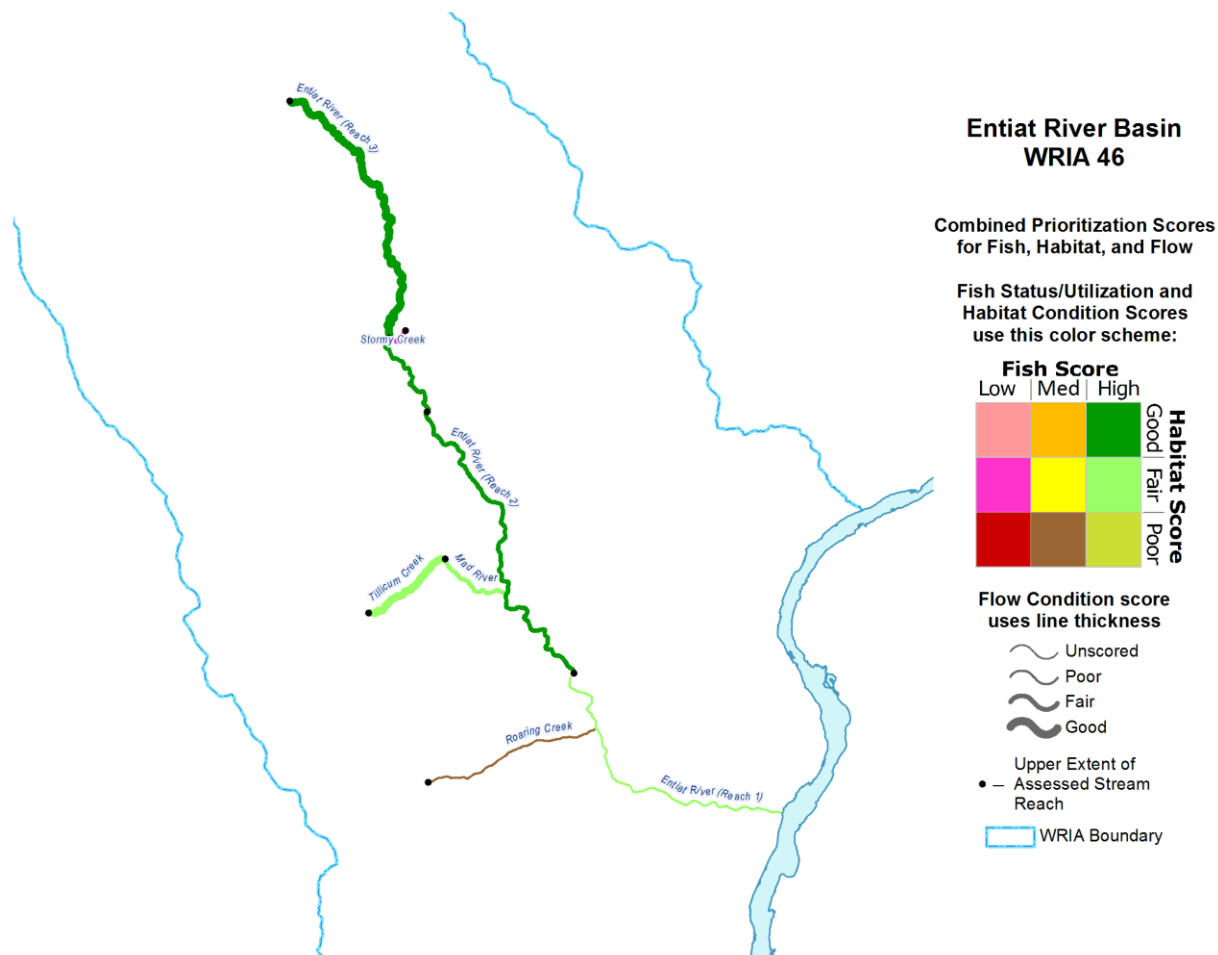 Entiat River Basin
WRIA 46
Combined Prioritization Scores
for Fish, Habitat, and Flow
Fish Status/Utilization and
Habitat Condition Scores
use this color scheme:
Fish Score
Low Med High
Good
Fair
Poor
Habitat Score
Flow Condition score
uses line thickness
Unscored
Poor
Fair
Good
Upper Extent of
Assessed Stream
Reach
WRIA Boundary
Entiat River (Reach 3)
Stormy Creek
Entiat River (Reach 2)
Tillicum Creek
Mad River
Roaring Creek
Entiat River (Reach 1)